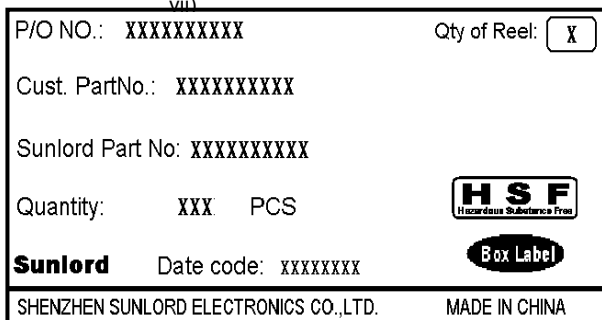 vii)
P/O NO.: XXXXXXXXXX Qty of Reel: X
Cust. PartNo.: XXXXXXXXXX
Sunlord Part No: XXXXXXXXXX
Quantity: XXX PCS
HSF
Hazardous Substance Free
Box Label
Sunlord Date code: XXXXXXXX
SHENZHEN SUNLORD ELECTRONICS CO.,LTD. MADE IN CHINA